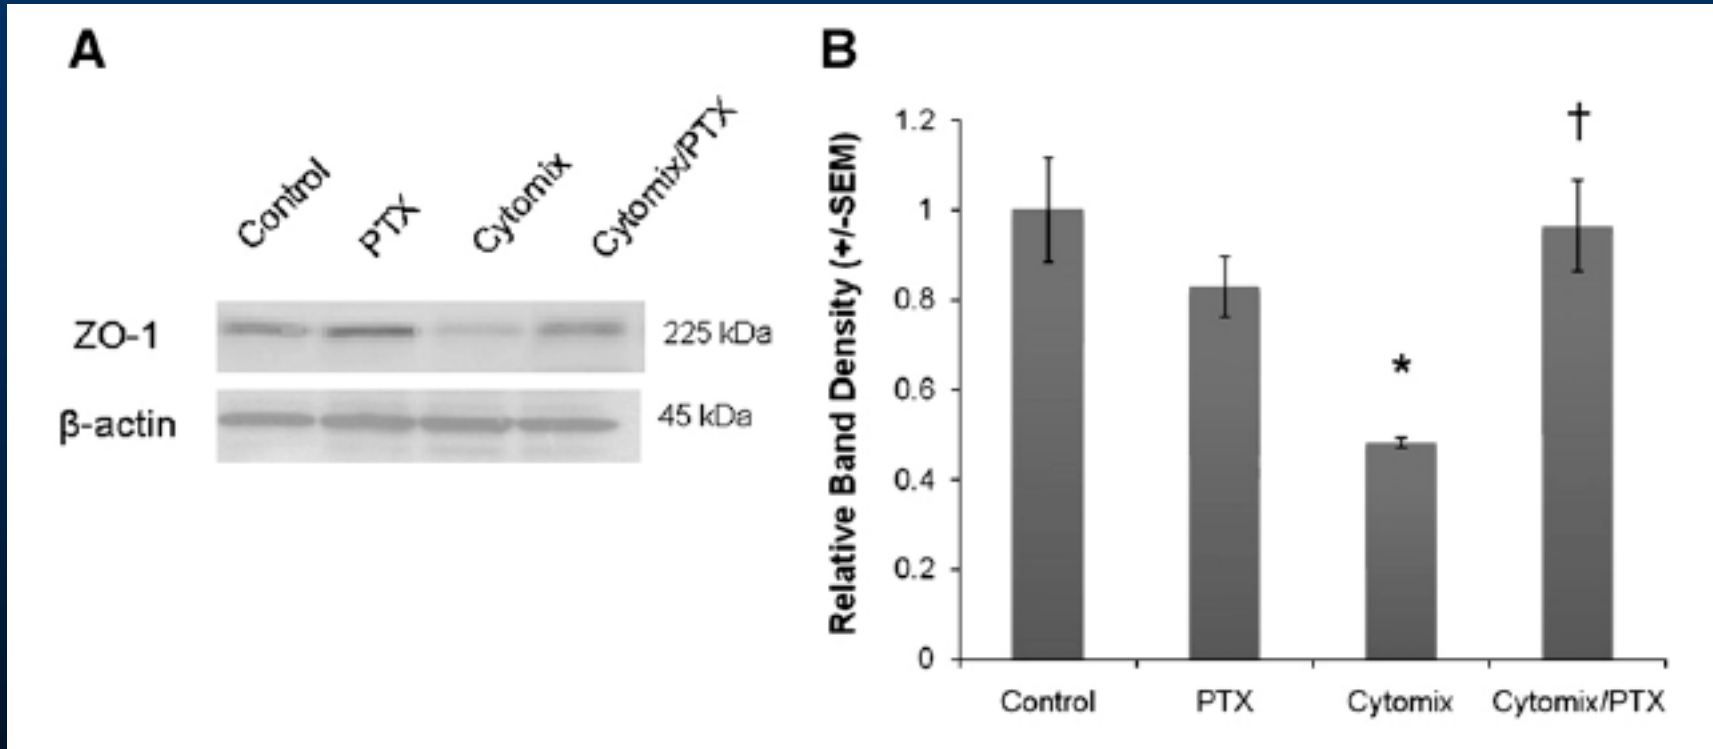 A
Control
PTX
Cytomix
Cytomix/PTX
ZO-1
225 kDa
β-actin
45 kDa
B
Relative Band Density (+/-SEM)
1.2
1
0.8
0.6
0.4
0.2
0
*
†
Control
PTX
Cytomix
Cytomix/PTX